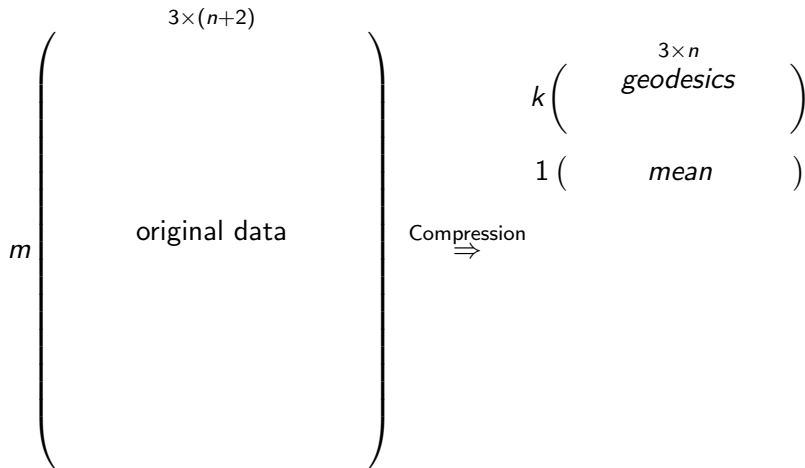 3×(n+2)
m ( original data )
Compression
⇒
3×n
k ( geodesics )
1 ( mean )